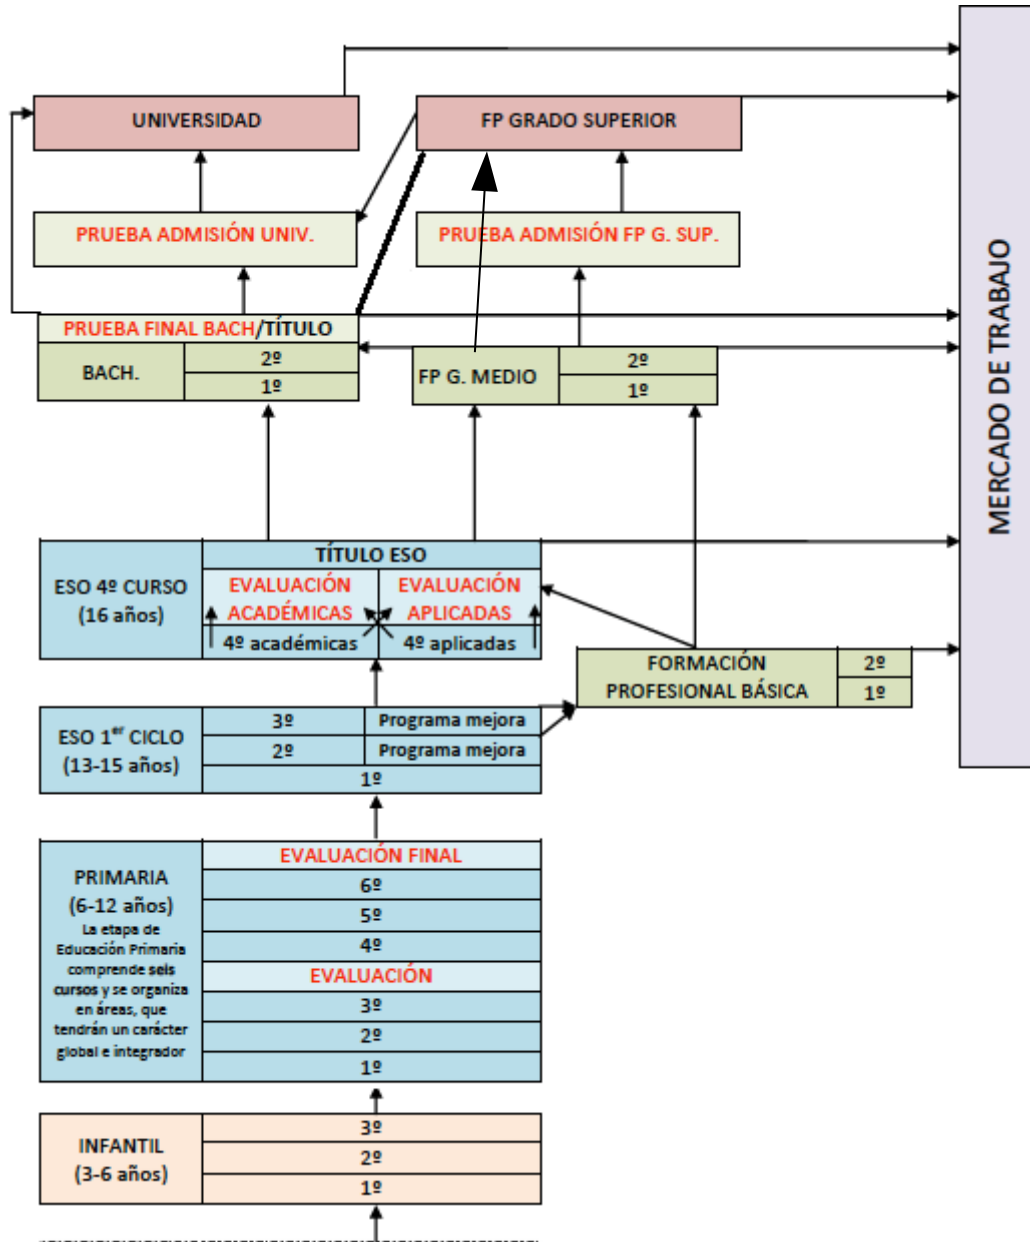 UNIVERSIDAD
FP GRADO SUPERIOR
PRUEBA ADMISIÓN UNIV.
PRUEBA ADMISIÓN FP G. SUP.
PRUEBA FINAL BACH/TÍTULO
BACH.
2º
1º
FP G. MEDIO
2º
1º
MERCADO DE TRABAJO
ESO 4º CURSO
(16 años)
TÍTULO ESO
EVALUACIÓN
ACADÉMICAS
EVALUACIÓN
APLICADAS
4º académicas
4º aplicadas
FORMACIÓN
PROFESIONAL BÁSICA
2º
1º
ESO 1er CICLO
(13-15 años)
3º
Programa mejora
2º
Programa mejora
1º
PRIMARIA
(6-12 años)
La etapa de
Educación Primaria
comprende seis
cursos y se organiza
en áreas, que
tendrán un carácter
global e integrador
EVALUACIÓN FINAL
6º
5º
4º
EVALUACIÓN
3º
2º
1º
INFANTIL
(3-6 años)
3º
2º
1º